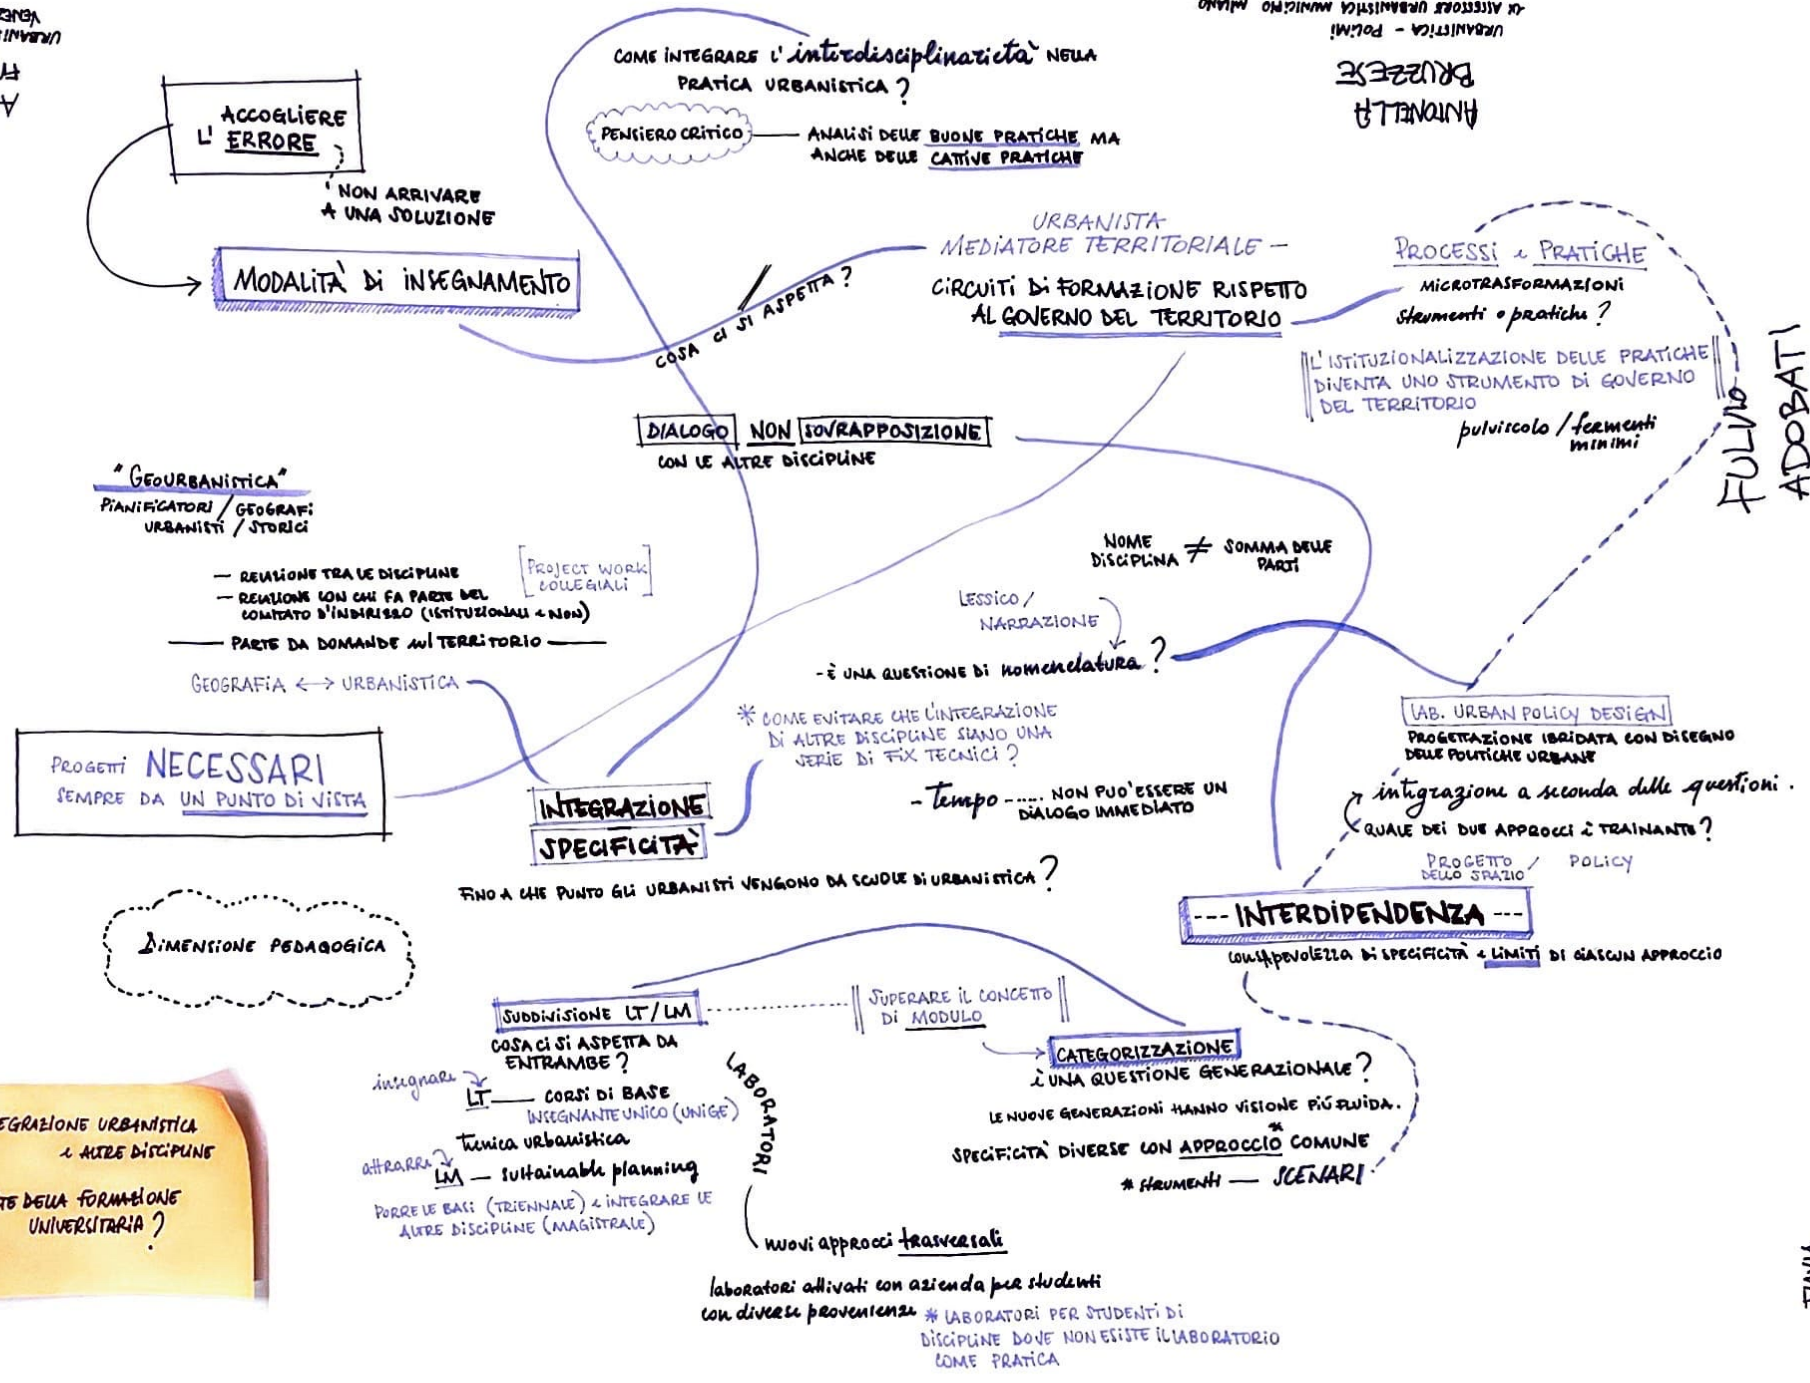 URBANIS
COME INTEGRARE L'interdisciplinarietà NELLA
PRATICA URBANISTICA?
PENSIERO CRITICO
ANALISI DELLE BUONE PRATICHE MA
ANCHE DELLE CATTIVE PRATICHE
EX ASSESSORE URBANISTICA MUNICIPIO MILANO
URBANISTICA - POLIMI
ANTONELLA
BRUZZESE
ACCOGLIERE
L' ERRORE
NON ARRIVARE
A UNA SOLUZIONE
MODALITÀ DI INSEGNAMENTO
COSA CI SI ASPETTA?
URBANISTA
MEDIATORE TERRITORIALE -
CIRCUITI DI FORMAZIONE RISPETTO
AL GOVERNO DEL TERRITORIO
PROCESSI e PRATICHE
MICROTRASFORMAZIONI
strumenti o pratiche?
L'ISTITUZIONALIZZAZIONE DELLE PRATICHE
DIVENTA UNO STRUMENTO DI GOVERNO
DEL TERRITORIO
pulviscolo / fermenti
minimi
FULVIO
ADOBATI
DIALOGO NON SOVRAPPOSIZIONE
CON LE ALTRE DISCIPLINE
"GEOURBANISTICA"
PIANIFICATORI / GEOGRAFI
URBANISTI / STORICI
- RELAZIONE TRA LE DISCIPLINE
- RELAZIONE CON CHI FA PARTE DEL
COMITATO D'INDIRIZZO (ISTITUZIONALI e NON)
PROJECT WORK
COLLEGIALI
PARTE DA DOMANDE sul TERRITORIO
GEOGRAFIA ↔ URBANISTICA
NOME
DISCIPLINA ≠ SOMMA DELLE
PARTI
LESSICO /
NARRAZIONE
- È UNA QUESTIONE DI nomenclatura?
PROGETTI NECESSARI
SEMPRE DA UN PUNTO DI VISTA
* COME EVITARE CHE L'INTEGRAZIONE
DI ALTRE DISCIPLINE SIANO UNA
SERIE DI FIX TECNICI?
- Tempo ..... NON PUO' ESSERE UN
DIALOGO IMMEDIATO
INTEGRAZIONE
SPECIFICITÀ
FINO A CHE PUNTO GLI URBANISTI VENGONO DA SCUOLE DI URBANISTICA?
LAB. URBAN POLICY DESIGN
PROGETTAZIONE IBRIDATA CON DISEGNO
DELLE POLITICHE URBANE
integrazione a seconda delle questioni.
QUALE DEI DUE APPROCCI È TRAINANTE?
PROGETTO / POLICY
DELLO SPAZIO
--- INTERDIPENDENZA ---
CONSAPEVOLEZZA DI SPECIFICITÀ e LIMITI DI CIASCUN APPROCCIO
DIMENSIONE PEDAGOGICA
SUDDIVISIONE LT/LM
COSA CI SI ASPETTA DA
ENTRAMBE?
insegnare
LT — CORSI DI BASE
INSEGNANTE UNICO (UNIGE)
Tecnica urbanistica
attrarre
LM — sustainable planning
PORRE LE BASI (TRIENNALE) e INTEGRARE LE
ALTRE DISCIPLINE (MAGISTRALE)
SUPERARE IL CONCETTO
DI MODULO
CATEGORIZZAZIONE
è UNA QUESTIONE GENERAZIONALE?
LE NUOVE GENERAZIONI HANNO VISIONE PIÙ FLUIDA.
SPECIFICITÀ DIVERSE CON APPROCCIO* COMUNE
* STRUMENTI — SCENARI
LABORATORI
nuovi approcci trasversali
laboratori attivati con azienda per studenti
con diverse provenienze
* LABORATORI PER STUDENTI DI
DISCIPLINE DOVE NON ESISTE IL LABORATORIO
COME PRATICA
EGRAZIONE URBANISTICA
e ALTRE DISCIPLINE
TE DELLA FORMAZIONE
UNIVERSITARIA?